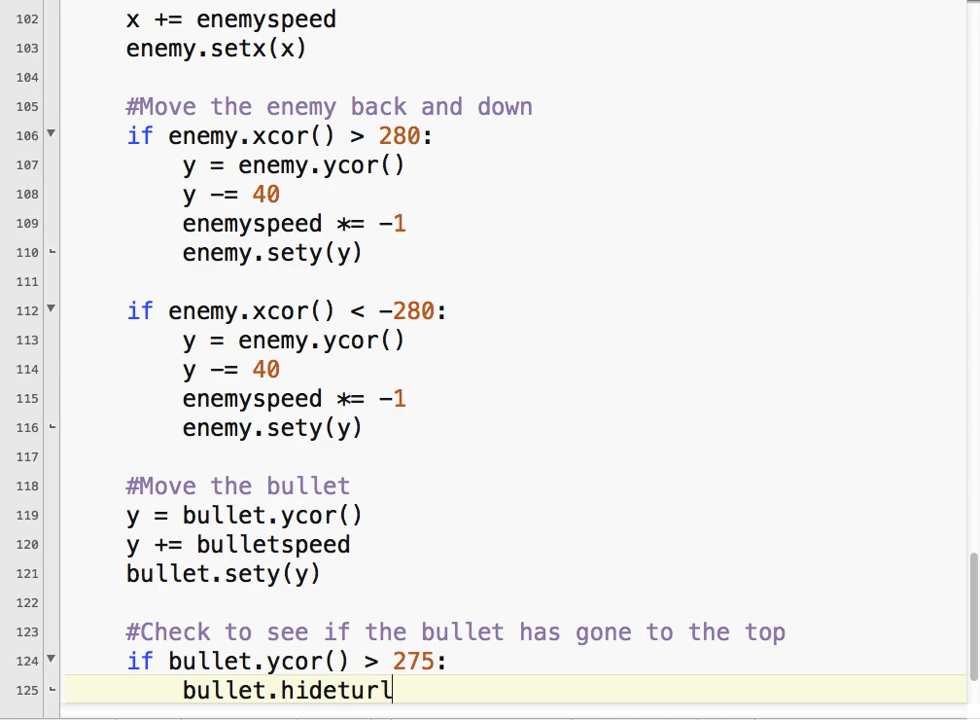 102 x += enemyspeed
103 enemy.setx(x)
104
105 #Move the enemy back and down
106 if enemy.xcor() > 280:
107 y = enemy.ycor()
108 y -= 40
109 enemyspeed *= -1
110 enemy.sety(y)
111
112 if enemy.xcor() < -280:
113 y = enemy.ycor()
114 y -= 40
115 enemyspeed *= -1
116 enemy.sety(y)
117
118 #Move the bullet
119 y = bullet.ycor()
120 y += bulletspeed
121 bullet.sety(y)
122
123 #Check to see if the bullet has gone to the top
124 if bullet.ycor() > 275:
125 bullet.hideturl